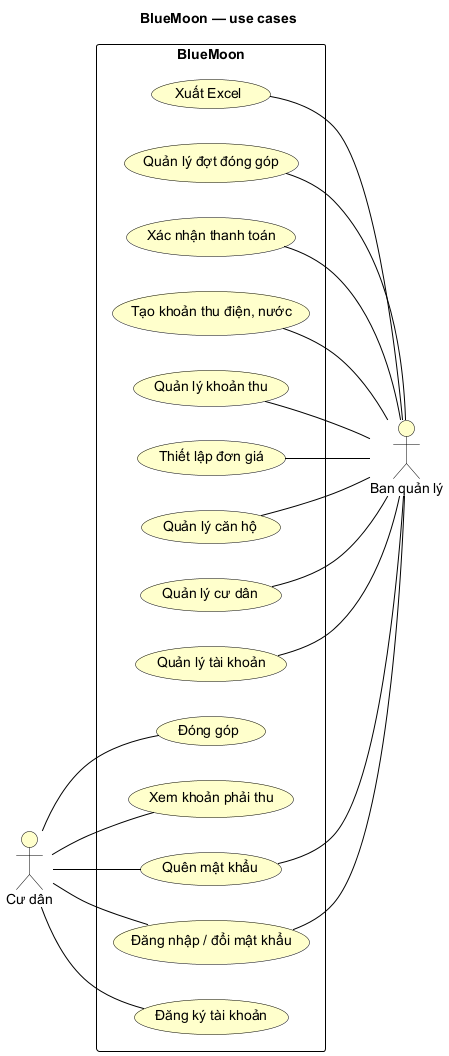 BlueMoon — use cases
BlueMoon
Xuất Excel
Quản lý đợt đóng góp
Xác nhận thanh toán
Tạo khoản thu điện, nước
Quản lý khoản thu
Thiết lập đơn giá
Ban quản lý
Quản lý căn hộ
Quản lý cư dân
Quản lý tài khoản
Đóng góp
Xem khoản phải thu
Quên mật khẩu
Cư dân
Đăng nhập / đổi mật khẩu
Đăng ký tài khoản